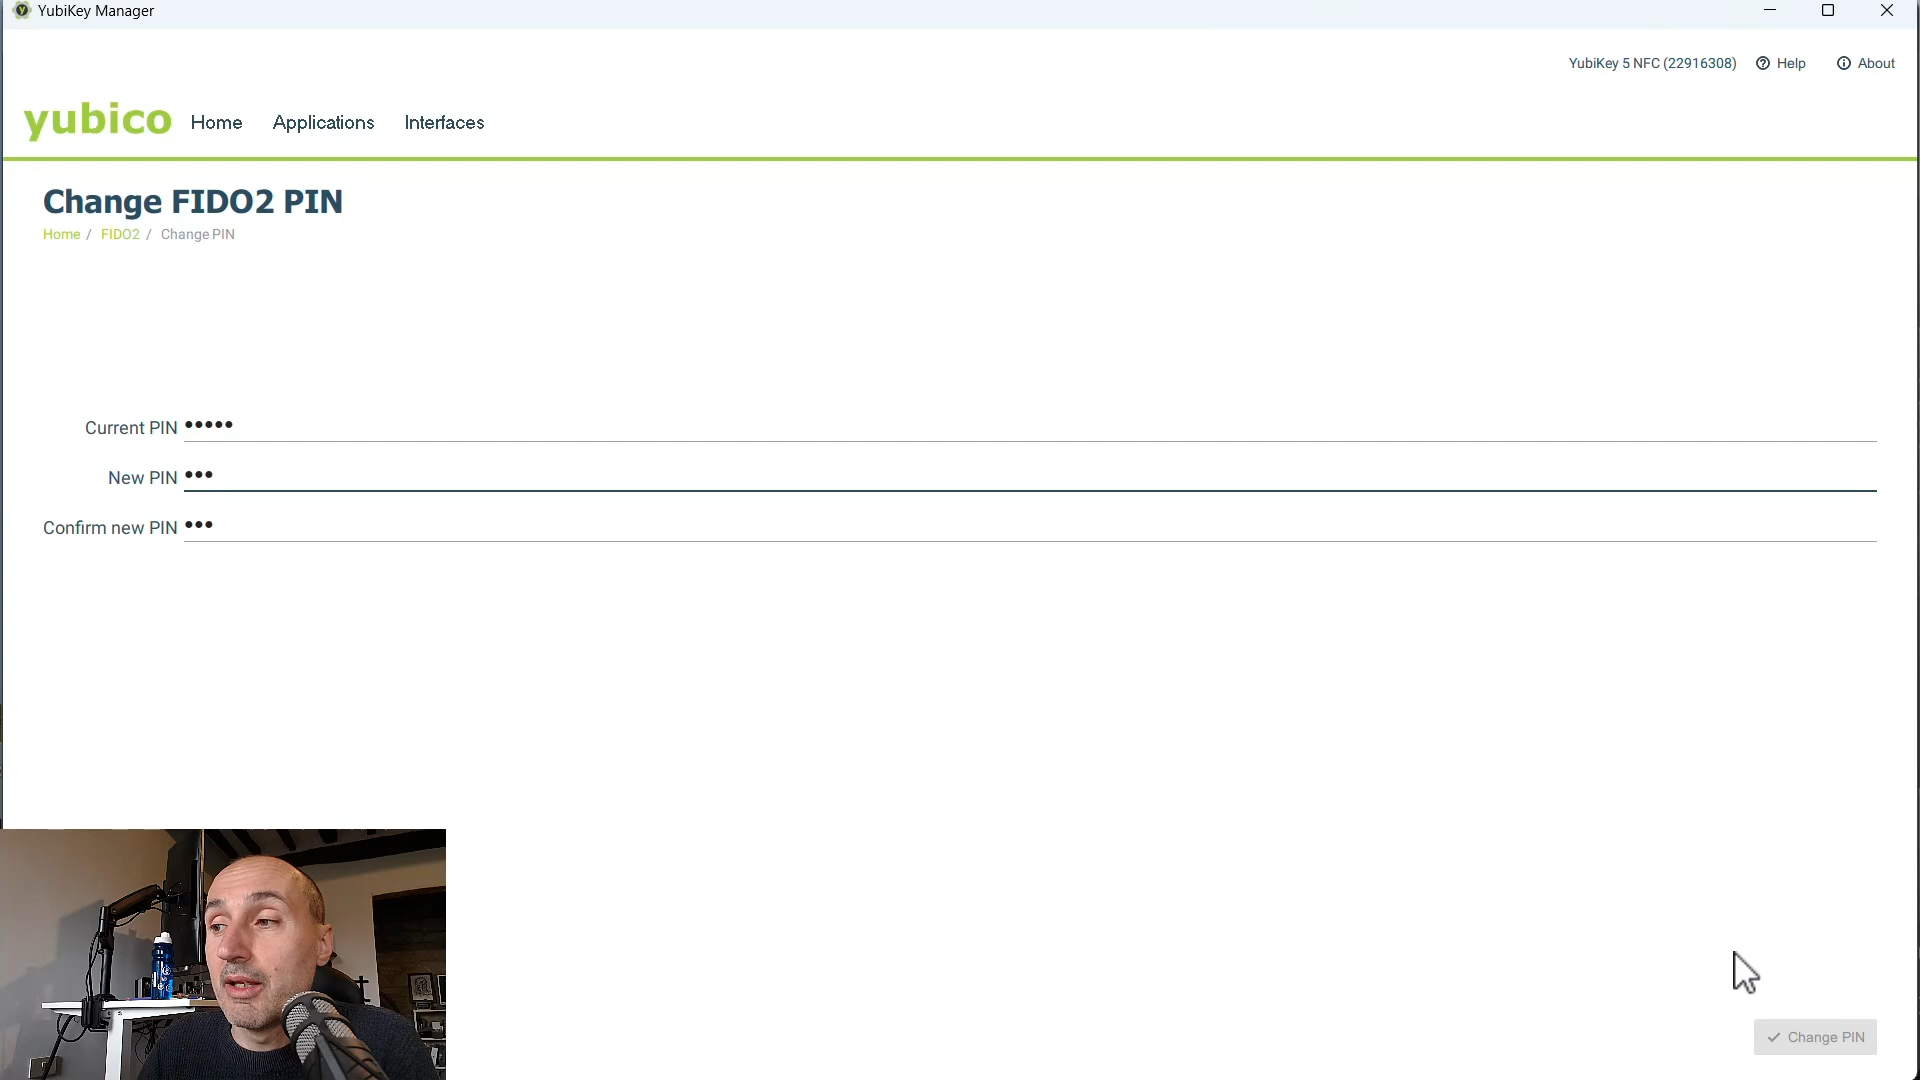 YubiKey Manager
YubiKey 5 NFC (22916308) Help About
yubico Home Applications Interfaces
Change FIDO2 PIN
Home / FIDO2 / Change PIN
Current PIN •••••
New PIN •••
Confirm new PIN •••
Change PIN